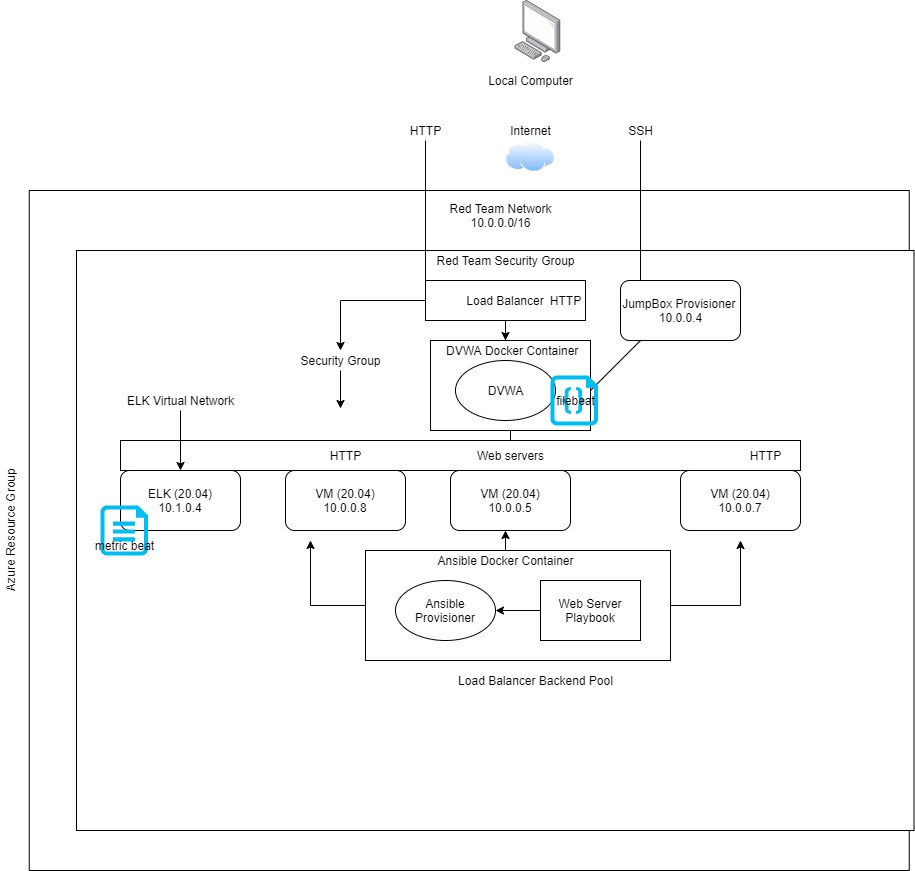 Local Computer
HTTP
Internet
SSH
Red Team Network
10.0.0.0/16
Red Team Security Group
Load Balancer HTTP
JumpBox Provisioner
10.0.0.4
DVWA Docker Container
Security Group
DVWA
filebeat
ELK Virtual Network
HTTP
Web servers
HTTP
ELK (20.04)
10.1.0.4
VM (20.04)
10.0.0.8
VM (20.04)
10.0.0.5
VM (20.04)
10.0.0.7
metric beat
Azure Resource Group
Ansible Docker Container
Ansible
Provisioner
Web Server
Playbook
Load Balancer Backend Pool